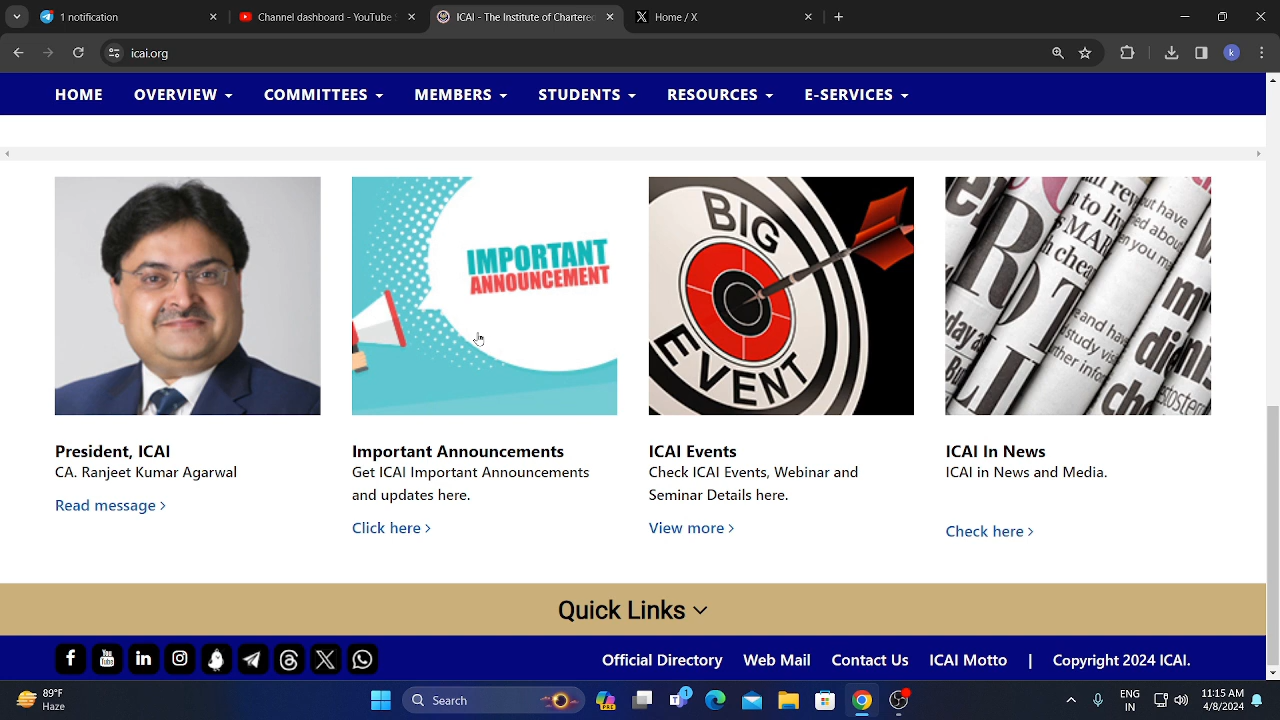 1 notification
Channel dashboard - YouTube S
ICAI - The Institute of Chartered
Home / X
icai.org
k
HOME
OVERVIEW
COMMITTEES
MEMBERS
STUDENTS
RESOURCES
E-SERVICES
IMPORTANT
ANNOUNCEMENT
BIG
EVENT
President, ICAI
CA. Ranjeet Kumar Agarwal
Read message >
Important Announcements
Get ICAI Important Announcements
and updates here.
Click here >
ICAI Events
Check ICAI Events, Webinar and
Seminar Details here.
View more >
ICAI In News
ICAI in News and Media.
Check here >
Quick Links
Official Directory
Web Mail
Contact Us
ICAI Motto
|
Copyright 2024 ICAI.
89°F
Haze
Search
PRE
1
ENG
IN
11:15 AM
4/8/2024